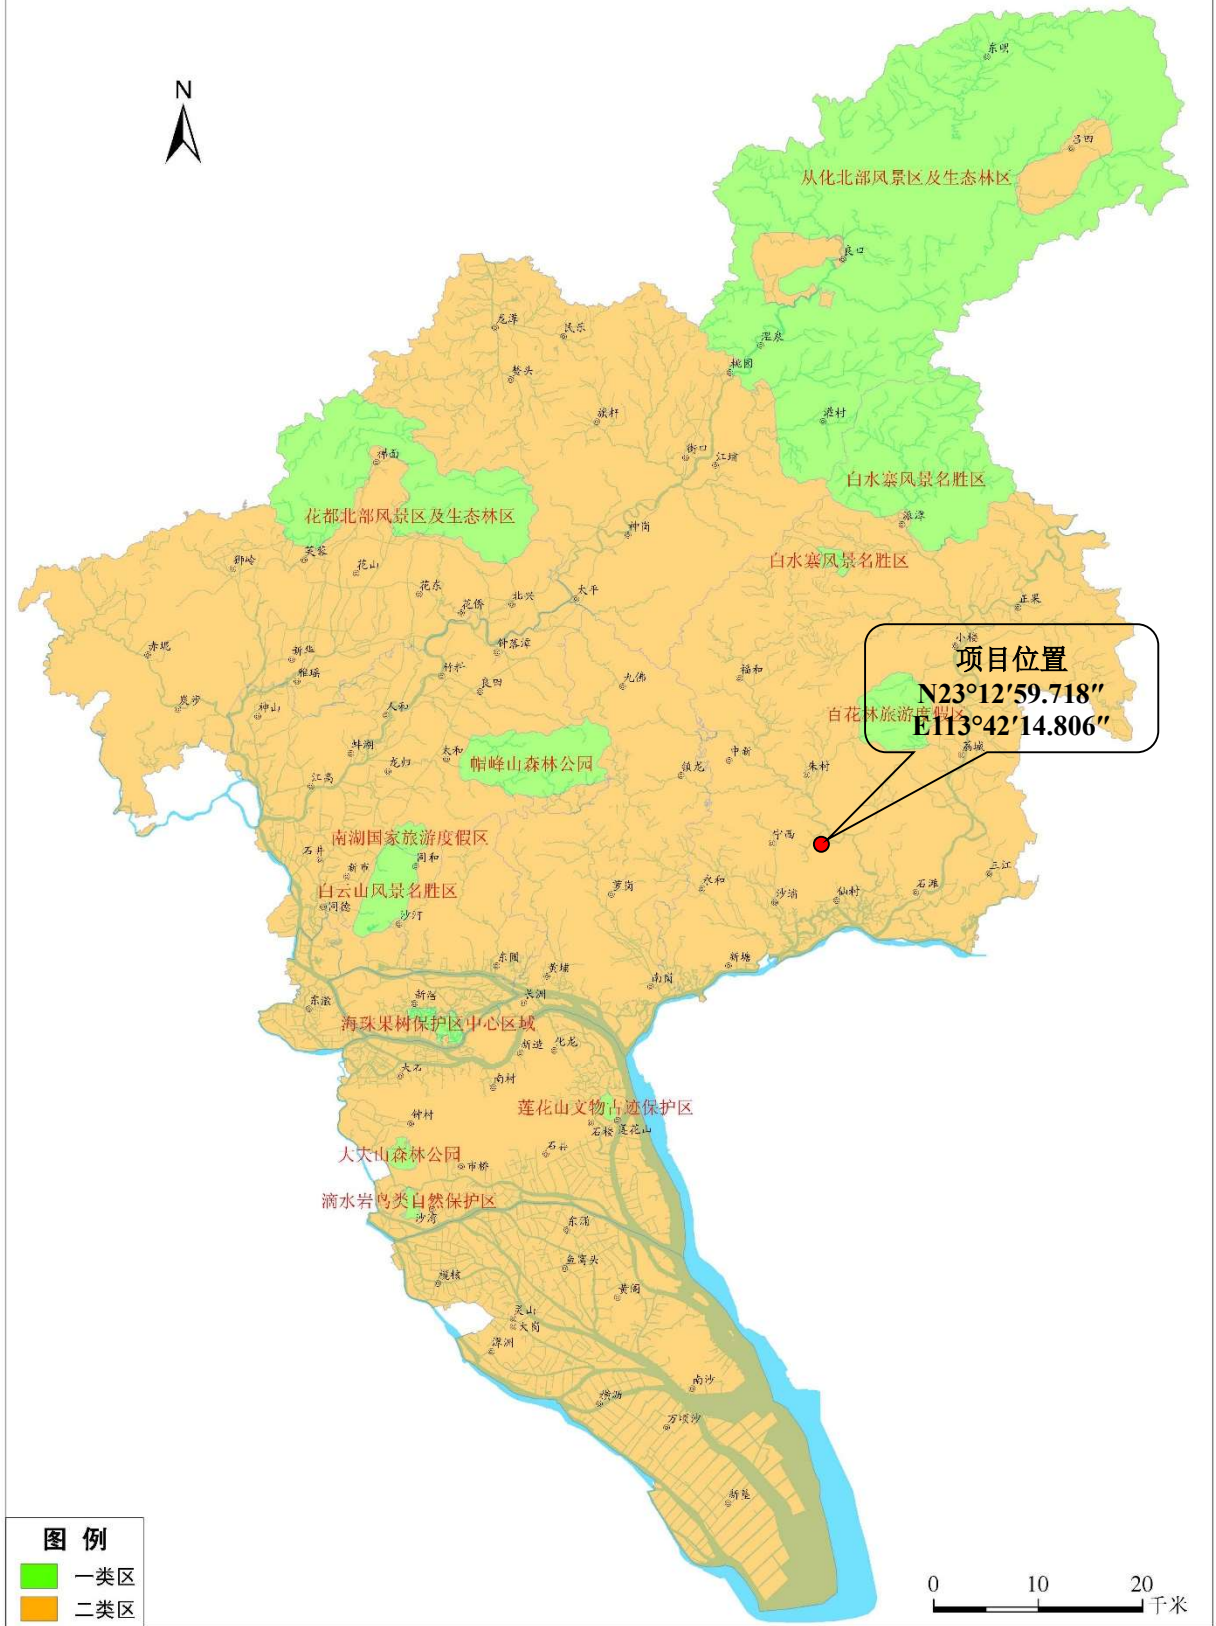 N
东明
吕田
从化北部风景区及生态林区
良口
龙潭
民乐
温泉
鳌头
桃园
旗杆
灌村
街口
江埔
梯面
白水寨风景名胜区
派潭
花都北部风景区及生态林区
神岗
芙蓉
狮岭
花山
白水寨风景名胜区
花东
花侨
北兴
太平
正果
小楼
赤坭
新华
钟落潭
项目位置
雅瑶
竹料
良田
九佛
福和
N23°12′59.718″
炭步
神山
人和
百花林旅游度假区
E113°42′14.806″
蚌湖
太和
中新
荔城
龙归
帽峰山森林公园
镇龙
朱村
江高
南湖国家旅游度假区
宁西
石井
同和
新市
三江
白云山风景名胜区
萝岗
永和
沙埔
仙村
石滩
同德
沙河
东圃
黄埔
新塘
南岗
东漖
新滘
长洲
海珠果树保护区中心区域
新造
化龙
大石
南村
莲花山文物古迹保护区
钟村
石楼
莲花山
大夫山森林公园
市桥
石碁
滴水岩鸟类自然保护区
沙湾
东涌
鱼窝头
榄核
黄阁
灵山
大岗
潭洲
南沙
横沥
万顷沙
新垦
图 例
一类区
二类区
0 10 20
千米